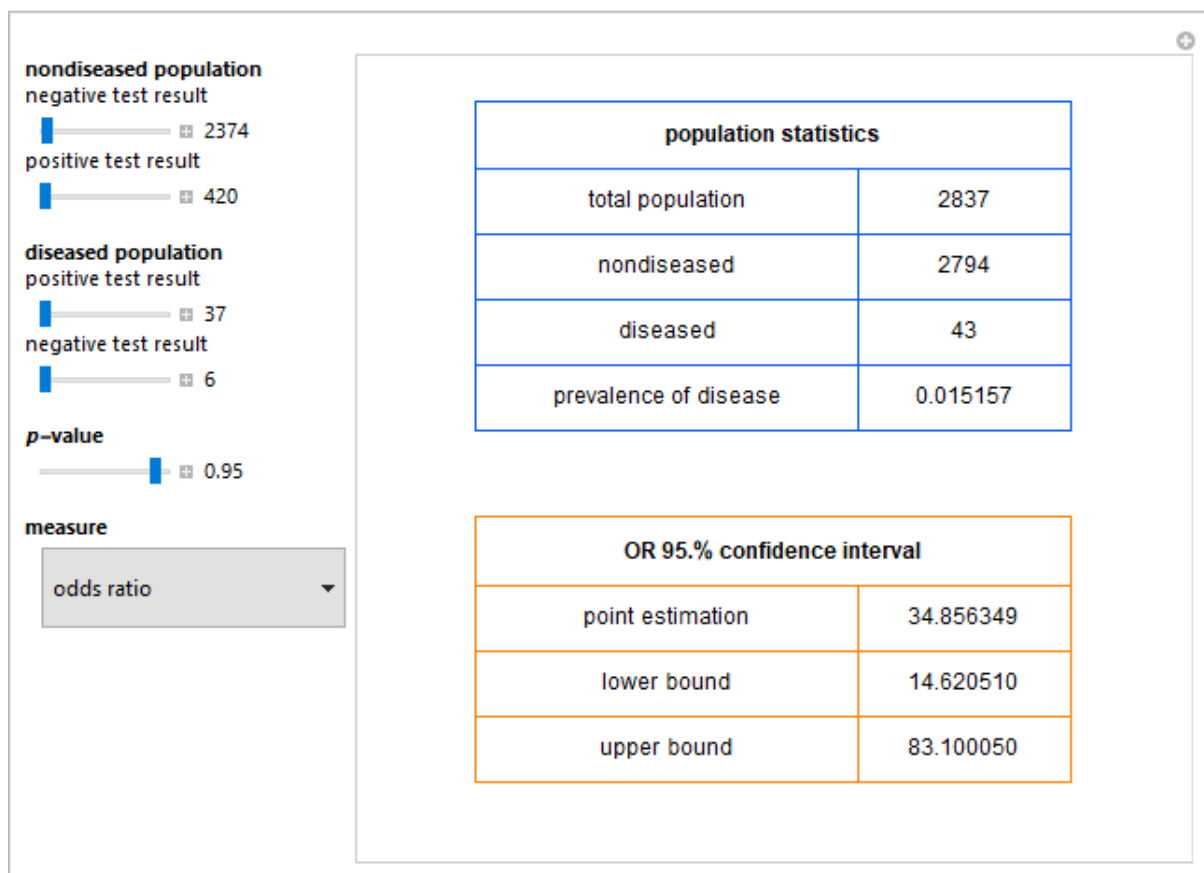 nondiseased population
negative test result
2374
positive test result
420
diseased population
positive test result
37
negative test result
6
p-value
0.95
measure
odds ratio
population statistics
total population 2837
nondiseased 2794
diseased 43
prevalence of disease 0.015157
OR 95.% confidence interval
point estimation 34.856349
lower bound 14.620510
upper bound 83.100050